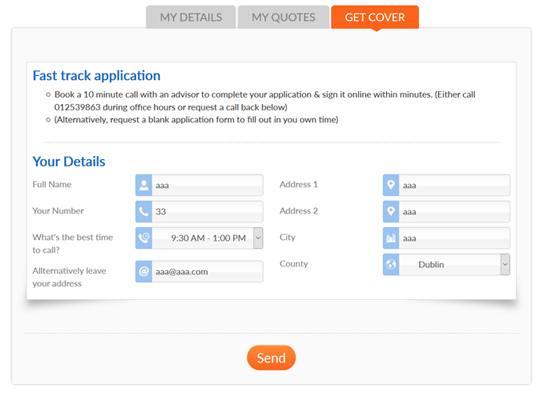 MY DETAILS MY QUOTES GET COVER
Fast track application
Book a 10 minute call with an advisor to complete your application & sign it online within minutes. (Either call
012539863 during office hours or request a call back below)
(Alternatively, request a blank application form to fill out in you own time)
Your Details
Full Name aaa Address 1 aaa
Your Number 33 Address 2 aaa
What's the best time
to call? 9:30 AM - 1:00 PM City aaa
Allternatively leave
your address aaa@aaa.com County Dublin
Send